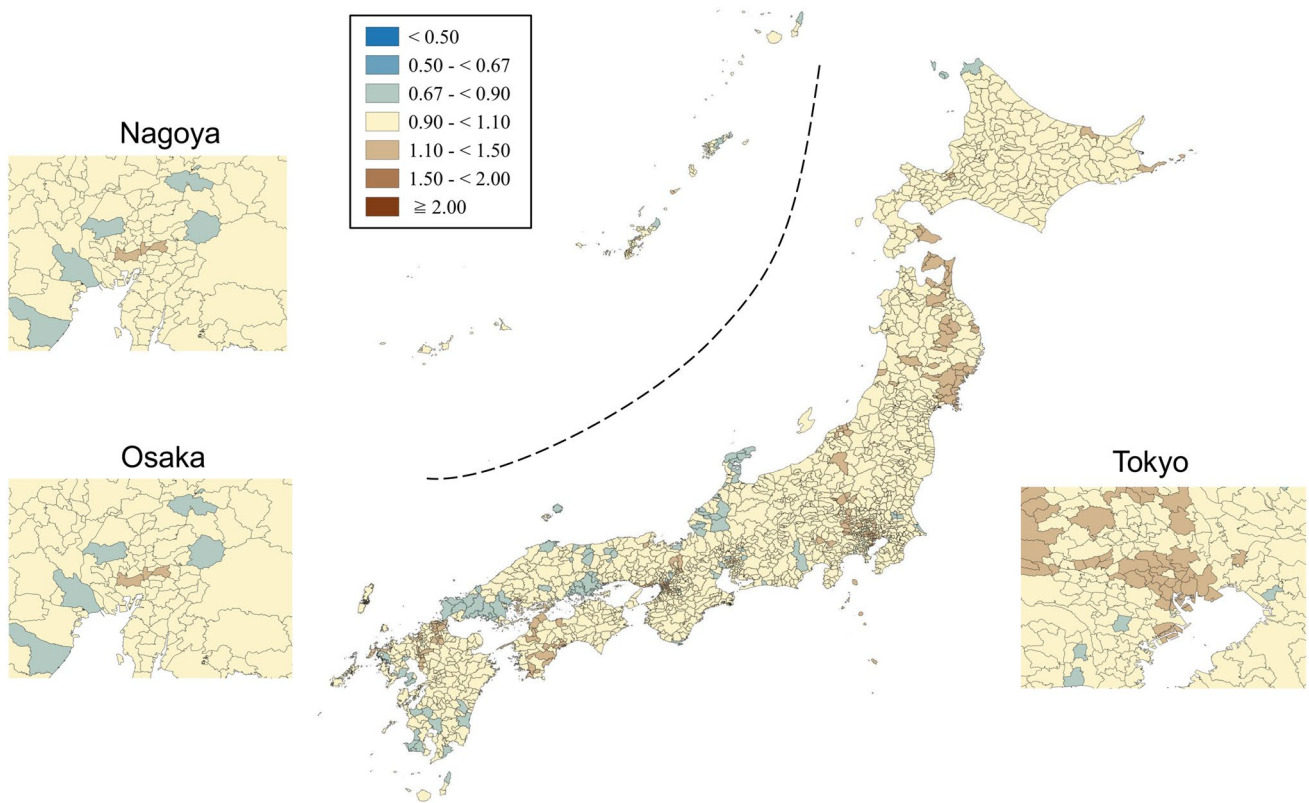 < 0.50
0.50 - < 0.67
0.67 - < 0.90
0.90 - < 1.10
1.10 - < 1.50
1.50 - < 2.00
≧ 2.00
Nagoya
Osaka
Tokyo